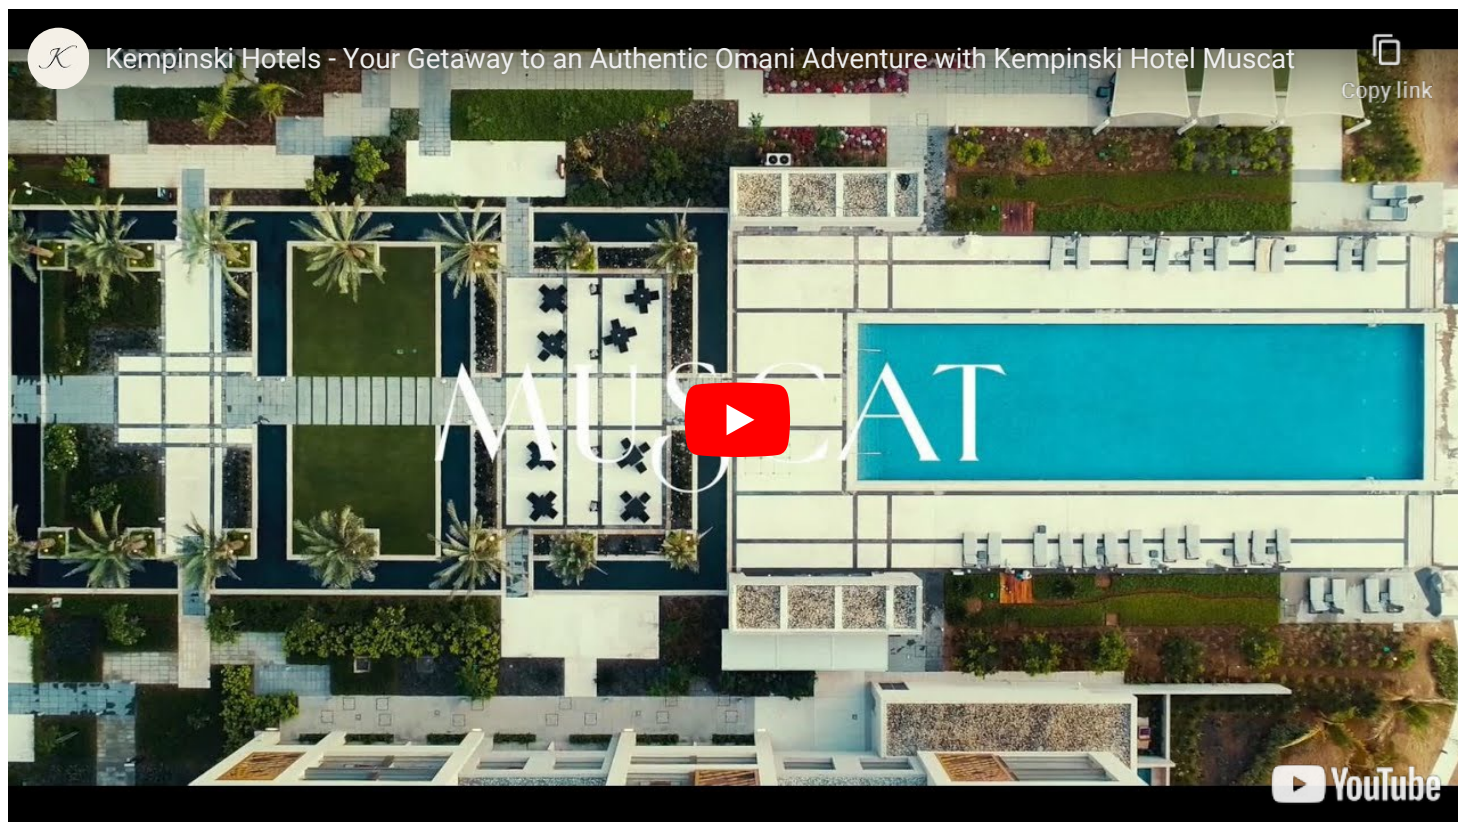 K
Kempinski Hotels - Your Getaway to an Authentic Omani Adventure with Kempinski Hotel Muscat
Copy link
MUSCAT
YouTube